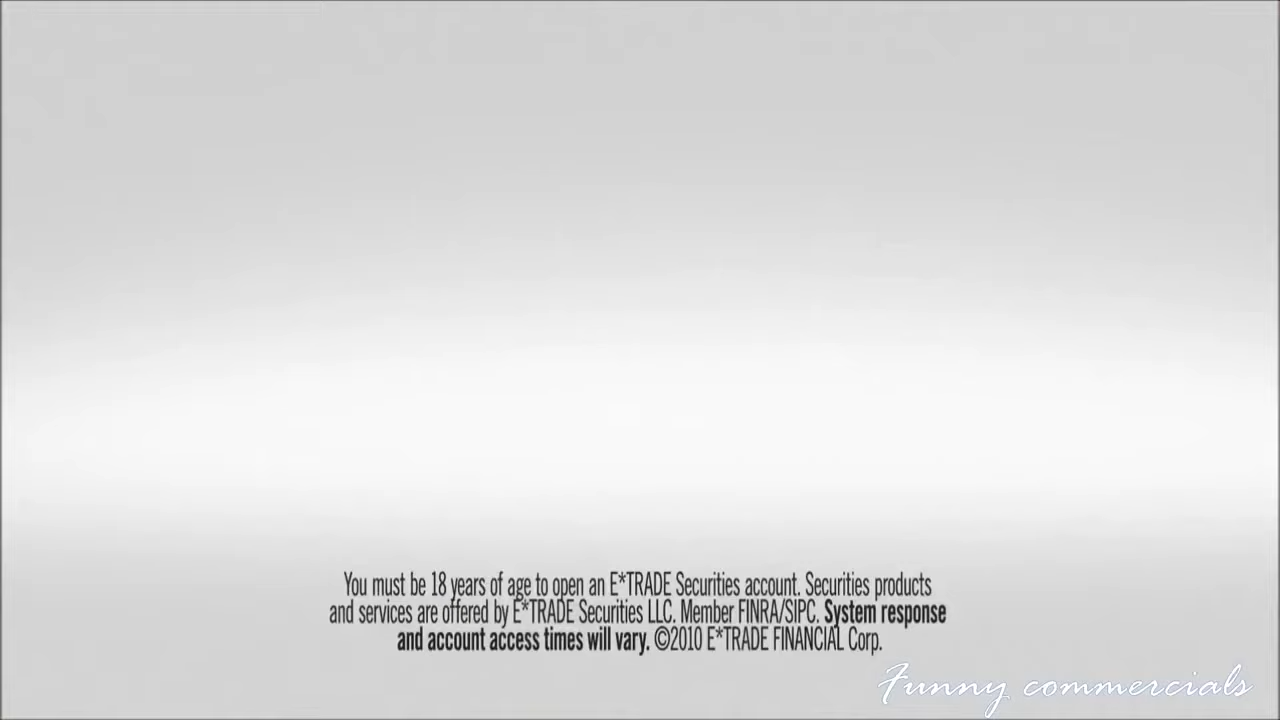 You must be 18 years of age to open an E*TRADE Securities account. Securities products
and services are offered by E*TRADE Securities LLC. Member FINRA/SIPC. System response
and account access times will vary. ©2010 E*TRADE FINANCIAL Corp.
Funny commercials